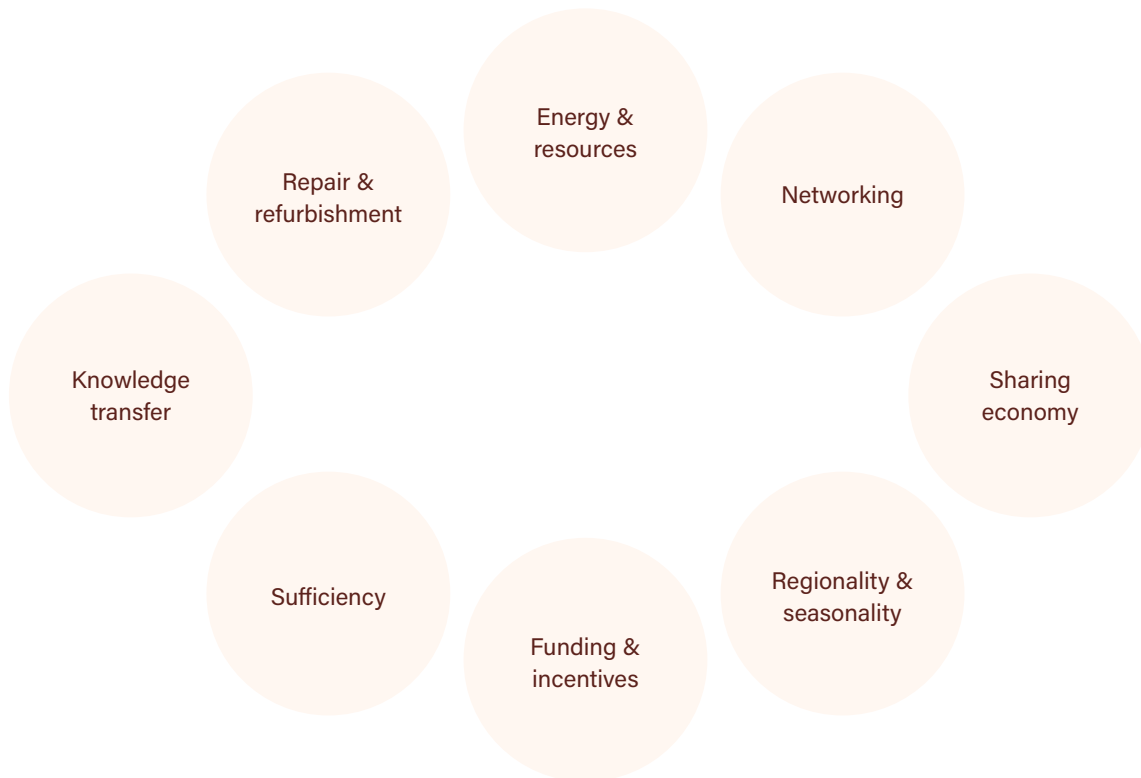 Energy &
resources
Repair &
refurbishment
Networking
Knowledge
transfer
Sharing
economy
Sufficiency
Regionality &
seasonality
Funding &
incentives